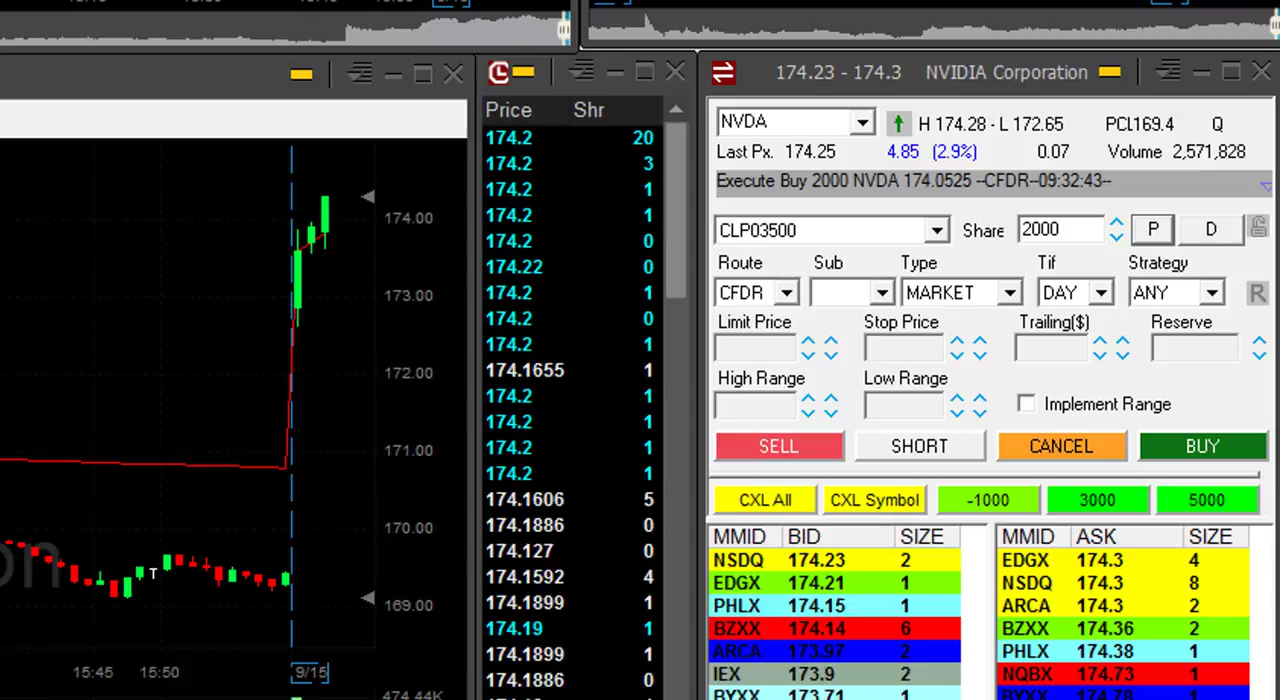 174.23 - 174.3 NVIDIA Corporation
NVDA H 174.28 - L 172.65 PCL169.4 Q
Last Px. 174.25 4.85 (2.9%) 0.07 Volume 2,571,828
Execute Buy 2000 NVDA 174.0525 --CFDR--09:32:43--
CLP03500 Share 2000 P D
Route Sub Type Tif Strategy
CFDR MARKET DAY ANY R
Limit Price Stop Price Trailing($) Reserve
High Range Low Range
Implement Range
SELL SHORT CANCEL BUY
CXL All CXL Symbol -1000 3000 5000
MMID BID SIZE MMID ASK SIZE
NSDQ 174.23 2 EDGX 174.3 4
EDGX 174.21 1 NSDQ 174.3 8
PHLX 174.15 1 ARCA 174.3 2
BZXX 174.14 6 BZXX 174.36 2
ARCA 173.97 2 PHLX 174.38 1
IEX 173.9 2 NQBX 174.73 1
BYXX 173.71 1 BYXX 174.78 1
Price Shr
174.2 20
174.2 3
174.2 1
174.2 1
174.2 0
174.22 0
174.2 1
174.2 0
174.2 1
174.1655 1
174.2 1
174.2 1
174.2 1
174.2 1
174.1606 5
174.1886 0
174.127 0
174.1592 4
174.1899 1
174.19 1
174.1899 1
174.1886 0
174.00
173.00
172.00
171.00
170.00
169.00
T
on
15:45 15:50 9/15
474.44K